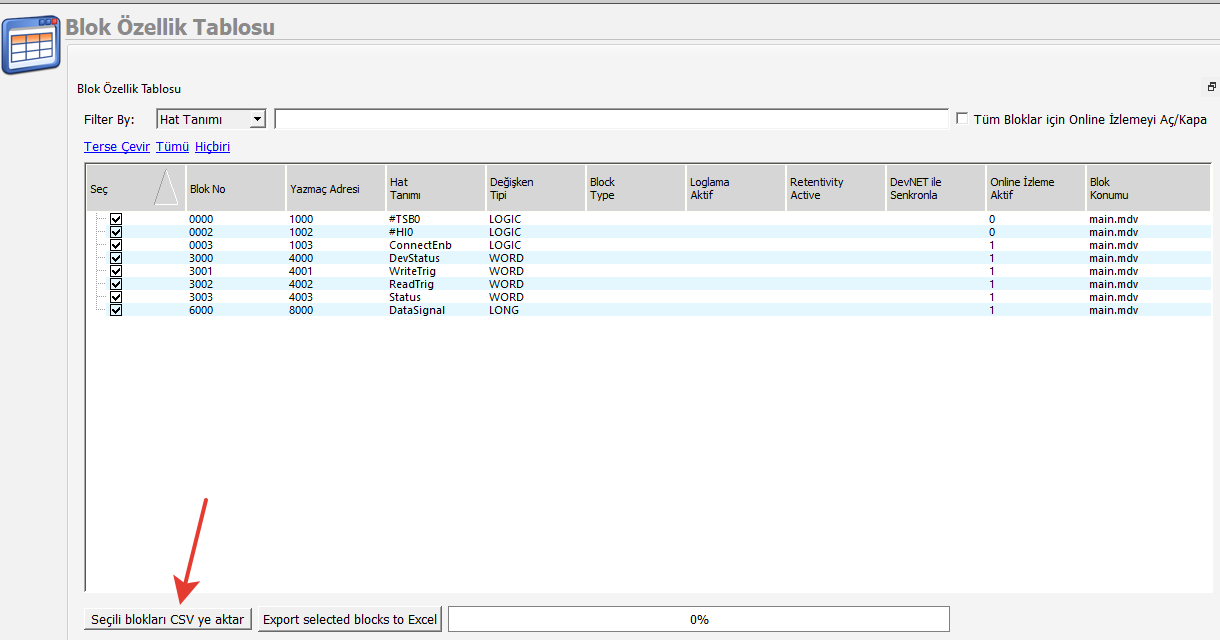 Blok Özellik Tablosu
Blok Özellik Tablosu
Filter By: Hat Tanımı Tüm Bloklar için Online İzlemeyi Aç/Kapa
Terse Çevir Tümü Hiçbiri
Seç Blok No Yazmaç Adresi Hat Tanımı Değişken Tipi Block Type Loglama Aktif Retentivity Active DevNET ile Senkronla Online İzleme Aktif Blok Konumu
0000 1000 #TSB0 LOGIC 0 main.mdv
0002 1002 #HI0 LOGIC 0 main.mdv
0003 1003 ConnectEnb LOGIC 1 main.mdv
3000 4000 DevStatus WORD 1 main.mdv
3001 4001 WriteTrig WORD 1 main.mdv
3002 4002 ReadTrig WORD 1 main.mdv
3003 4003 Status WORD 1 main.mdv
6000 8000 DataSignal LONG 1 main.mdv
Seçili blokları CSV ye aktar Export selected blocks to Excel 0%